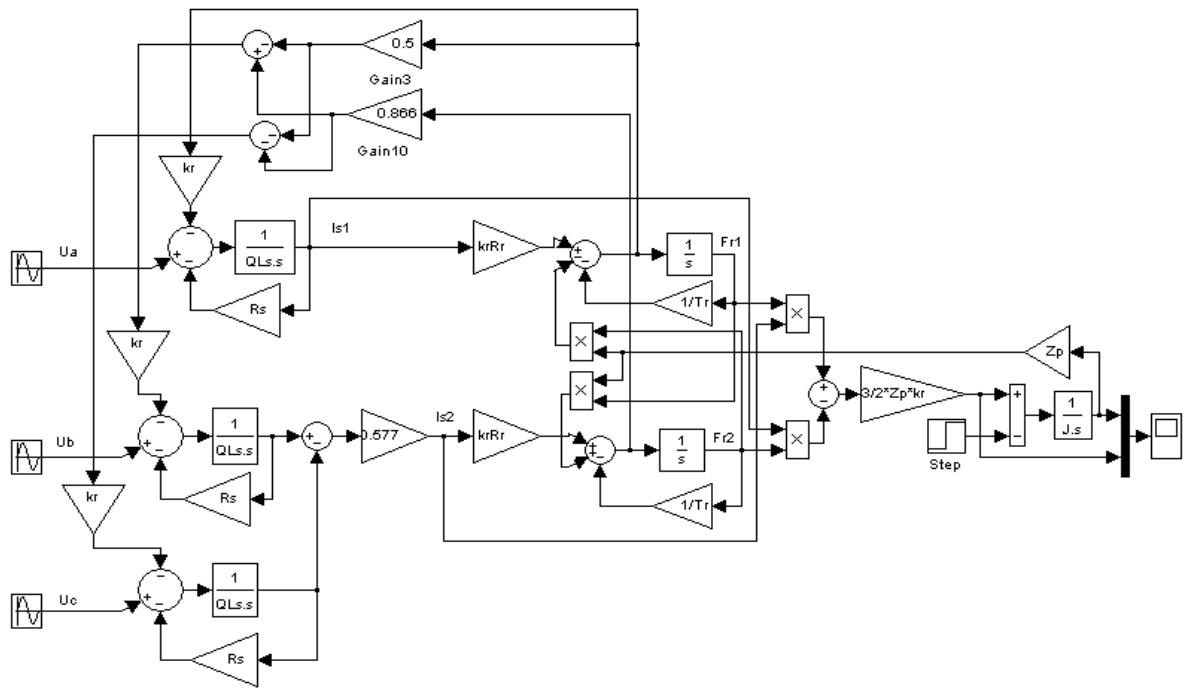 0.5
Gain3
0.866
Gain10
kr
Ua
1
QLs.s
Is1
krRr
1
s
Fr1
Rs
1/Tr
kr
Zp
3/2*Zp*kr
1
J.s
Step
Ub
1
QLs.s
0.577
Is2
krRr
1
s
Fr2
Rs
1/Tr
kr
Uc
1
QLs.s
Rs